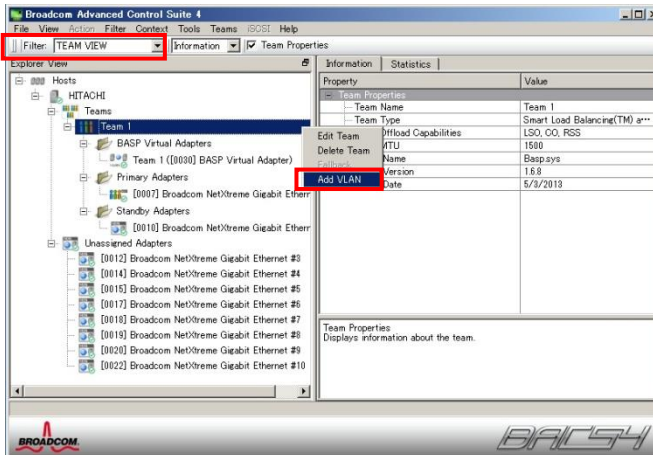 Broadcom Advanced Control Suite 4
File View Action Filter Context Tools Teams iSCSI Help
Filter: TEAM VIEW Information Team Properties
Explorer View
Hosts
HITACHI
Teams
Team 1
BASP Virtual Adapters
Team 1 ([0030] BASP Virtual Adapter)
Primary Adapters
[0007] Broadcom NetXtreme Gigabit Etherr
Standby Adapters
[0010] Broadcom NetXtreme Gigabit Etherr
Unassigned Adapters
[0012] Broadcom NetXtreme Gigabit Ethernet #3
[0014] Broadcom NetXtreme Gigabit Ethernet #4
[0015] Broadcom NetXtreme Gigabit Ethernet #5
[0017] Broadcom NetXtreme Gigabit Ethernet #6
[0018] Broadcom NetXtreme Gigabit Ethernet #7
[0019] Broadcom NetXtreme Gigabit Ethernet #8
[0020] Broadcom NetXtreme Gigabit Ethernet #9
[0022] Broadcom NetXtreme Gigabit Ethernet #10
Edit Team
Delete Team
Fallback
Add VLAN
Information Statistics
Property Value
Team Properties
Team Name Team 1
Team Type Smart Load Balancing(TM) a...
Offload Capabilities LSO, CO, RSS
MTU 1500
Name Basp.sys
Version 1.6.8
Date 5/3/2013
Team Properties
Displays information about the team.
BROADCOM.
BACS4